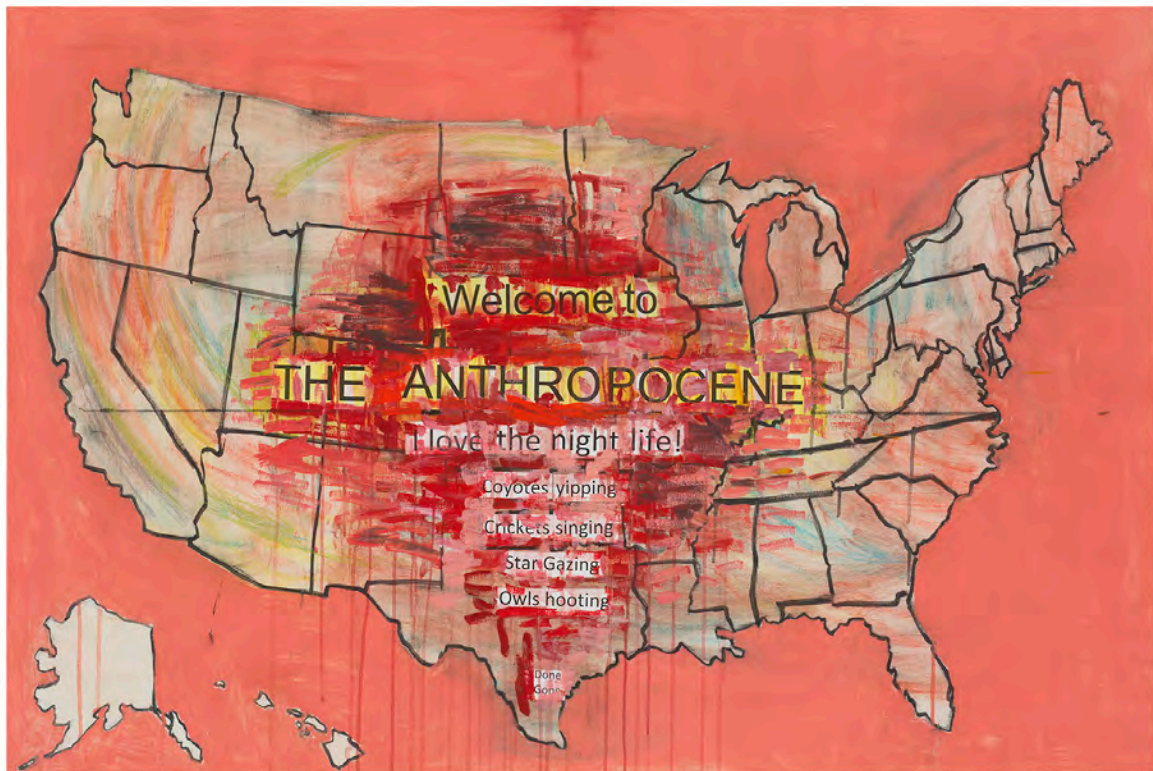 Welcome to
THE ANTHROPOCENE
I love the night life!
Coyotes yipping
Crickets singing
Star Gazing
Owls hooting
Done
Gone